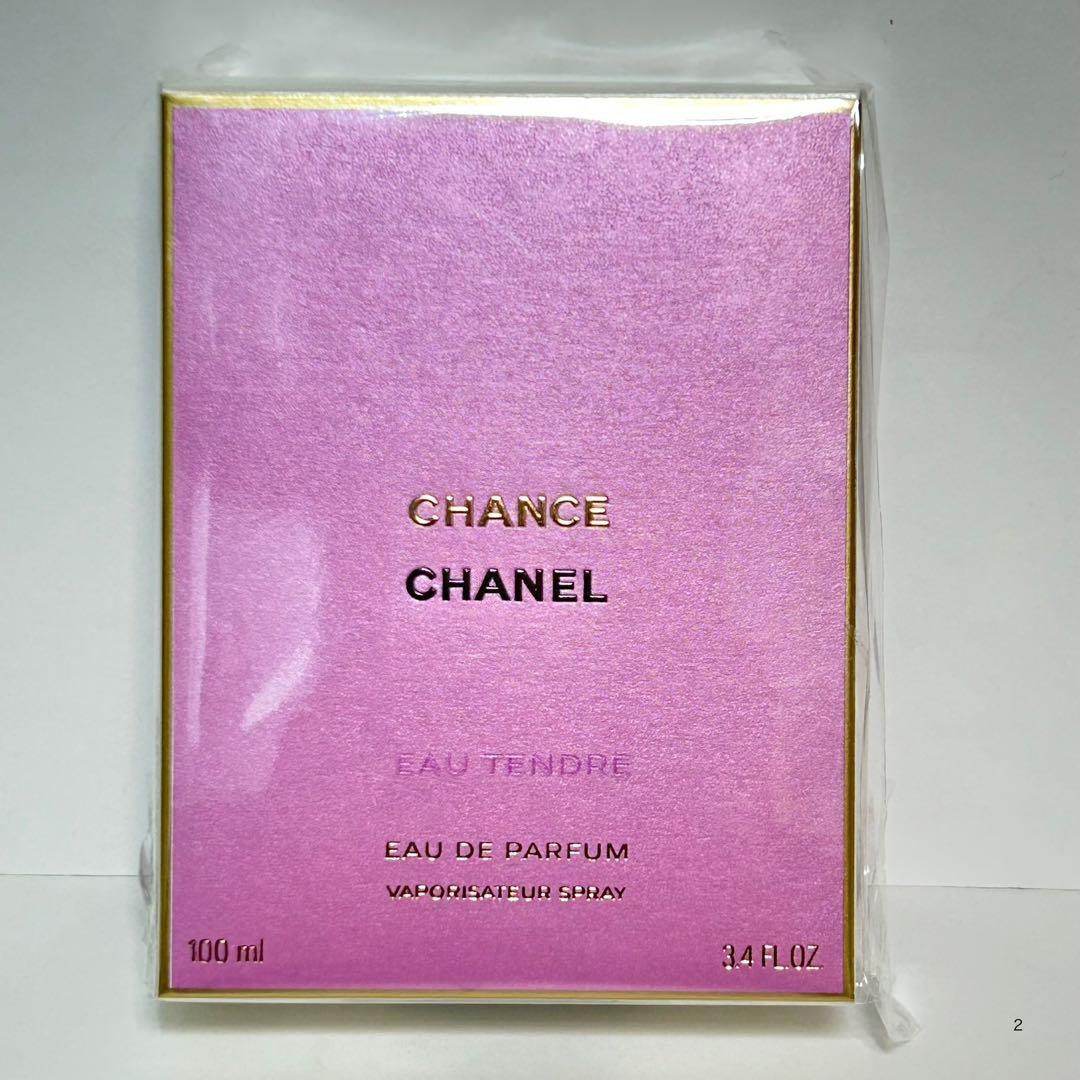 CHANCE
CHANEL
EAU TENDRE
EAU DE PARFUM
VAPORISATEUR SPRAY
100 ml
3.4 FL.OZ.
2